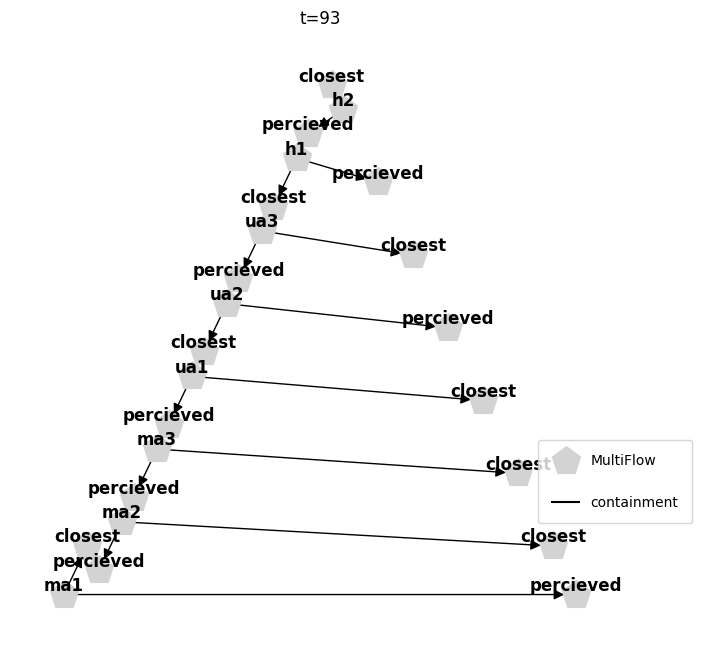 t=93
closest
h2
percieved
h1
percieved
closest
ua3
closest
percieved
ua2
percieved
closest
ua1
closest
percieved
ma3
closest
MultiFlow
percieved
containment
ma2
closest
closest
percieved
ma1
percieved